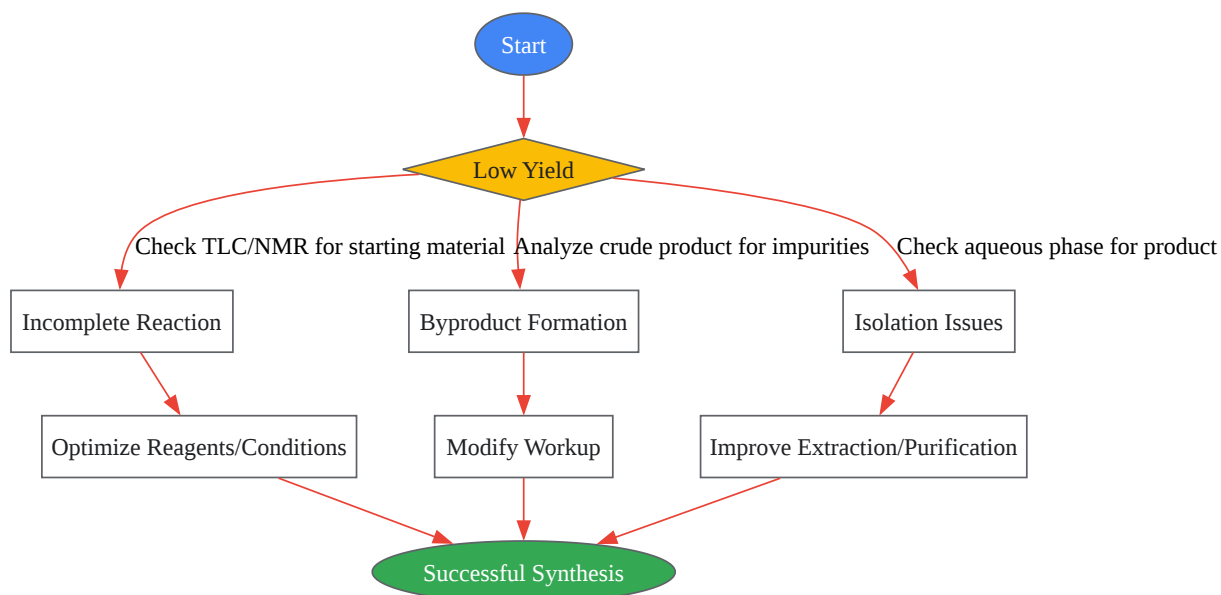 Start
Low Yield
Check TLC/NMR for starting material
Analyze crude product for impurities
Check aqueous phase for product
Incomplete Reaction
Byproduct Formation
Isolation Issues
Optimize Reagents/Conditions
Modify Workup
Improve Extraction/Purification
Successful Synthesis